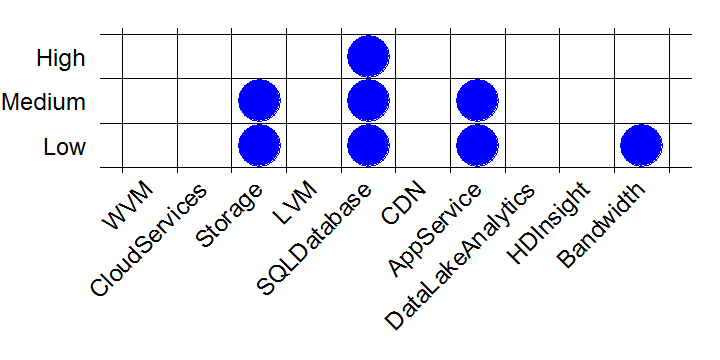 High
Medium
Low
WVM
CloudServices
Storage
LVM
SQLDatabase
CDN
AppService
DataLakeAnalytics
HDInsight
Bandwidth